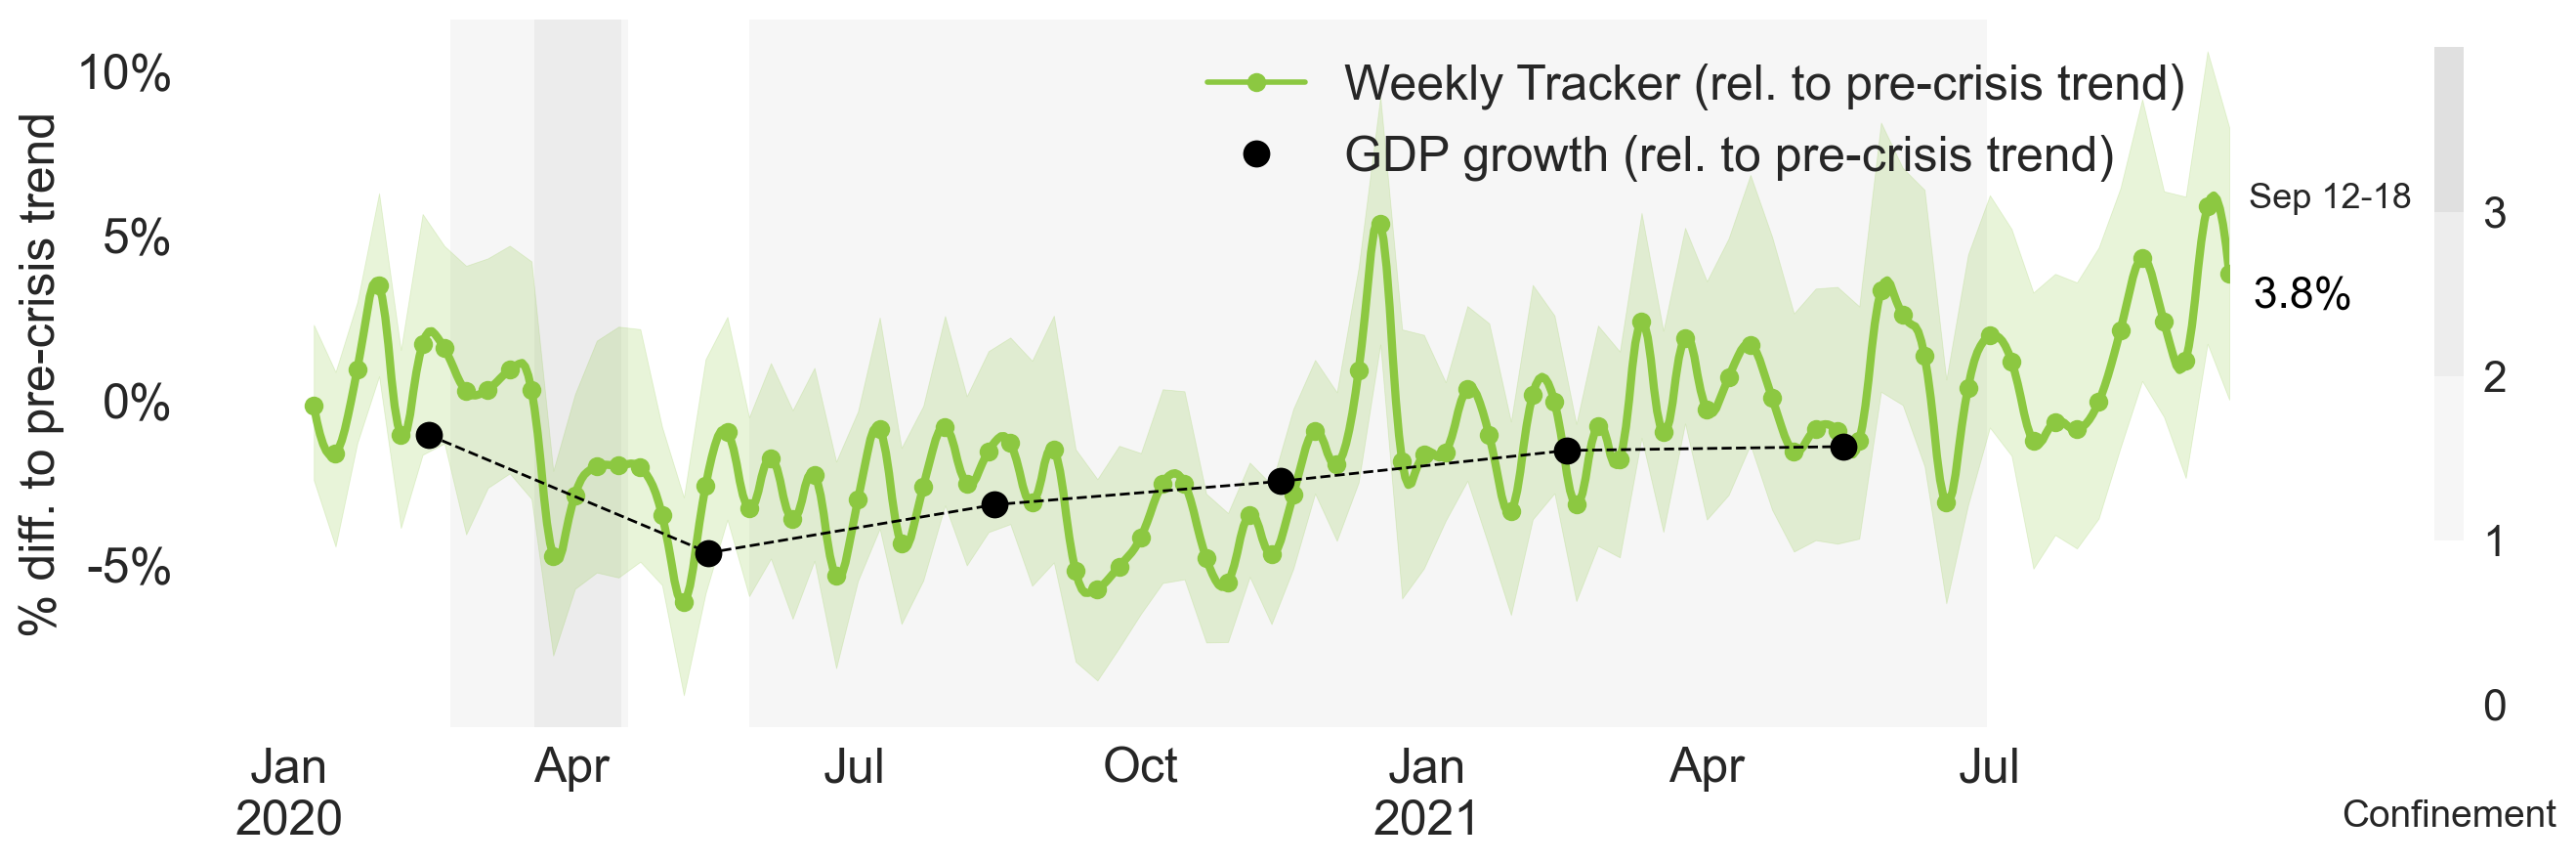 % diff. to pre-crisis trend
10%
5%
0%
-5%
Weekly Tracker (rel. to pre-crisis trend)
GDP growth (rel. to pre-crisis trend)
Sep 12-18
3.8%
3
2
1
0
Jan
2020
Apr
Jul
Oct
Jan
2021
Apr
Jul
Confinement